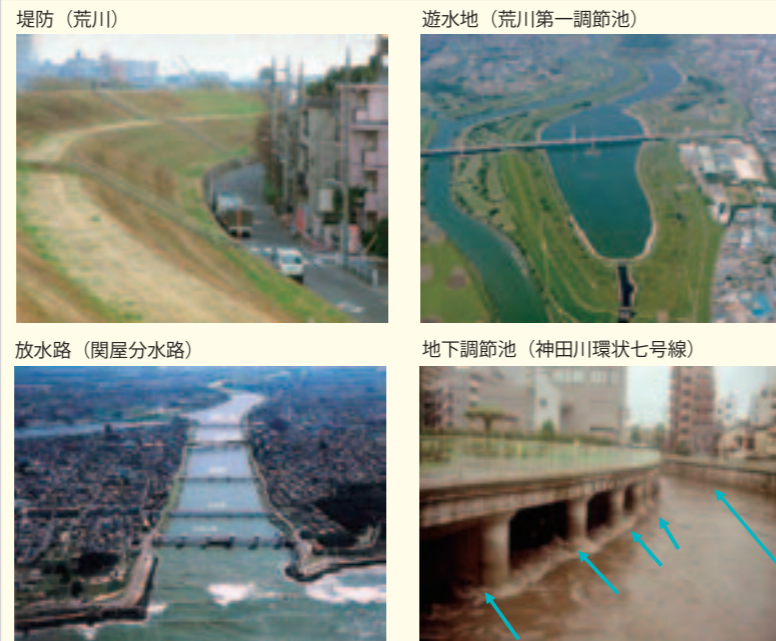 堤防（荒川）
遊水地（荒川第一調節池）
放水路（関屋分水路）
地下調節池（神田川環状七号線）